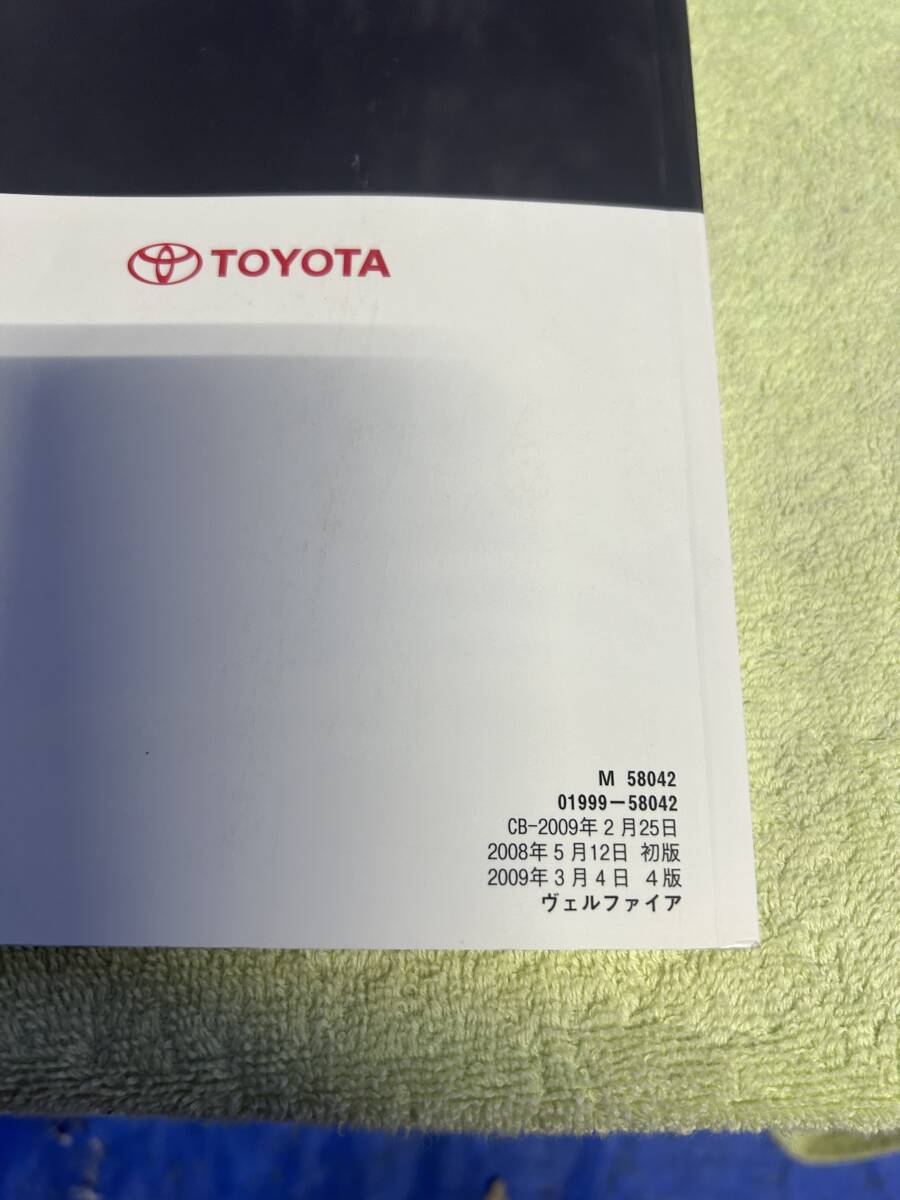 TOYOTA
M 58042
01999-58042
CB-2009年2月25日
2008年5月12日 初版
2009年3月4日 4版
ヴェルファイア